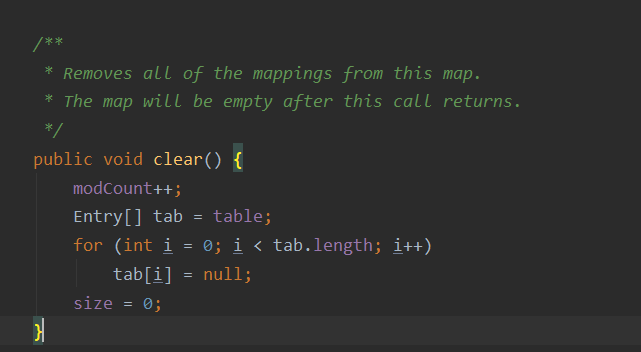 /**
 * Removes all of the mappings from this map.
 * The map will be empty after this call returns.
 */
public void clear() {
    modCount++;
    Entry[] tab = table;
    for (int i = 0; i < tab.length; i++)
        tab[i] = null;
    size = 0;
}